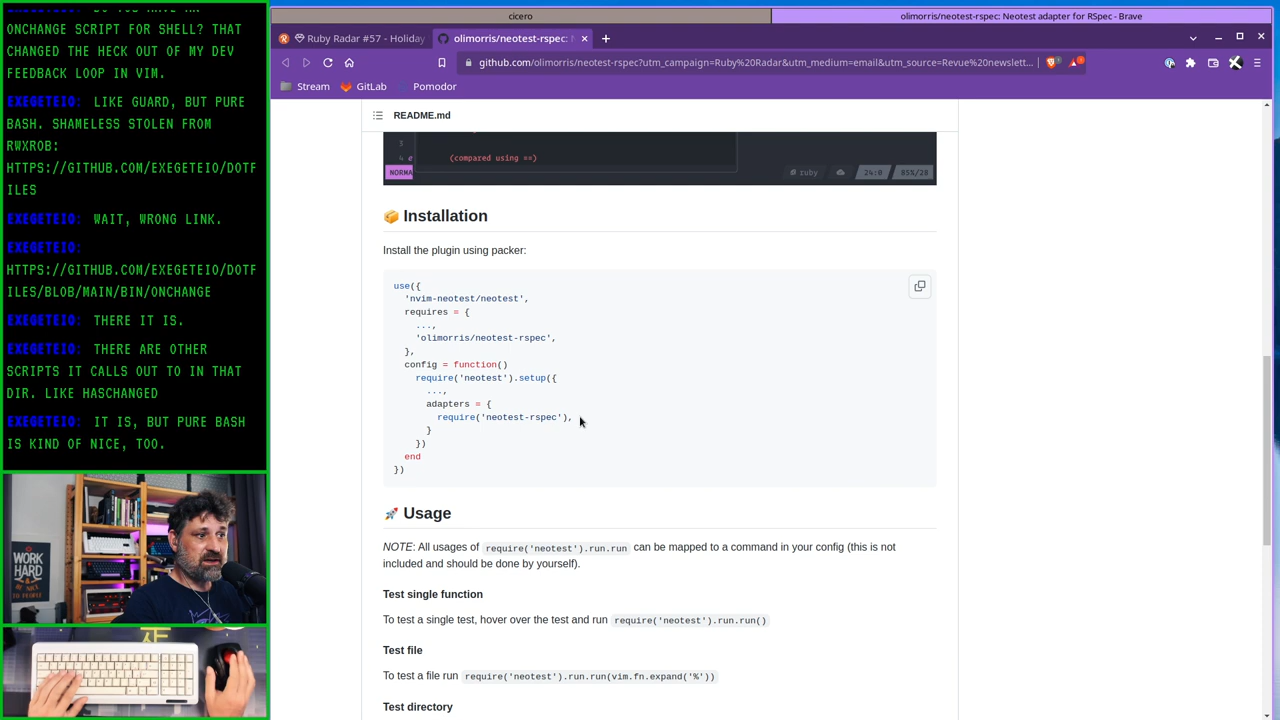 ONCHANGE SCRIPT FOR SHELL? THAT
CHANGED THE HECK OUT OF MY DEV
FEEDBACK LOOP IN VIM.
EXEGETEIO: LIKE GUARD, BUT PURE
BASH. SHAMELESS STOLEN FROM
RWXROB:
HTTPS://GITHUB.COM/EXEGETEIO/DOTF
ILES
EXEGETEIO: WAIT, WRONG LINK.
EXEGETEIO:
HTTPS://GITHUB.COM/EXEGETEIO/DOTF
ILES/BLOB/MAIN/BIN/ONCHANGE
EXEGETEIO: THERE IT IS.
EXEGETEIO: THERE ARE OTHER
SCRIPTS IT CALLS OUT TO IN THAT
DIR. LIKE HASCHANGED
EXEGETEIO: IT IS, BUT PURE BASH
IS KIND OF NICE, TOO.
WORK
HARD
cicero
olimorris/neotest-rspec: Neotest adapter for RSpec - Brave
Ruby Radar #57 - Holiday
olimorris/neotest-rspec:
github.com/olimorris/neotest-rspec?utm_campaign=Ruby%20Radar&utm_medium=email&utm_source=Revue%20newslett...
Stream
GitLab
Pomodor
README.md
(compared using ==)
NORMA
ruby
24:0
85%/28
Installation
Install the plugin using packer:
use({
'nvim-neotest/neotest',
requires = {
...,
'olimorris/neotest-rspec',
},
config = function()
require('neotest').setup({
...,
adapters = {
require('neotest-rspec'),
}
})
end
})
Usage
NOTE: All usages of require('neotest').run.run can be mapped to a command in your config (this is not
included and should be done by yourself).
Test single function
To test a single test, hover over the test and run require('neotest').run.run()
Test file
To test a file run require('neotest').run.run(vim.fn.expand('%'))
Test directory